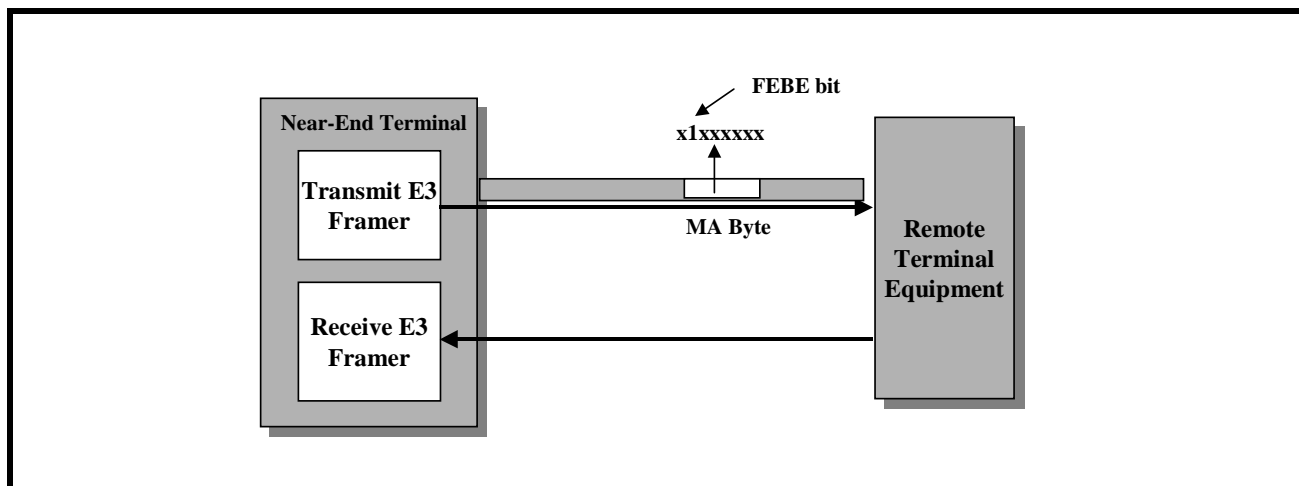 FEBE bit
Near-End Terminal
x1xxxxxx
Transmit E3
Framer
MA Byte
Remote
Terminal
Equipment
Receive E3
Framer